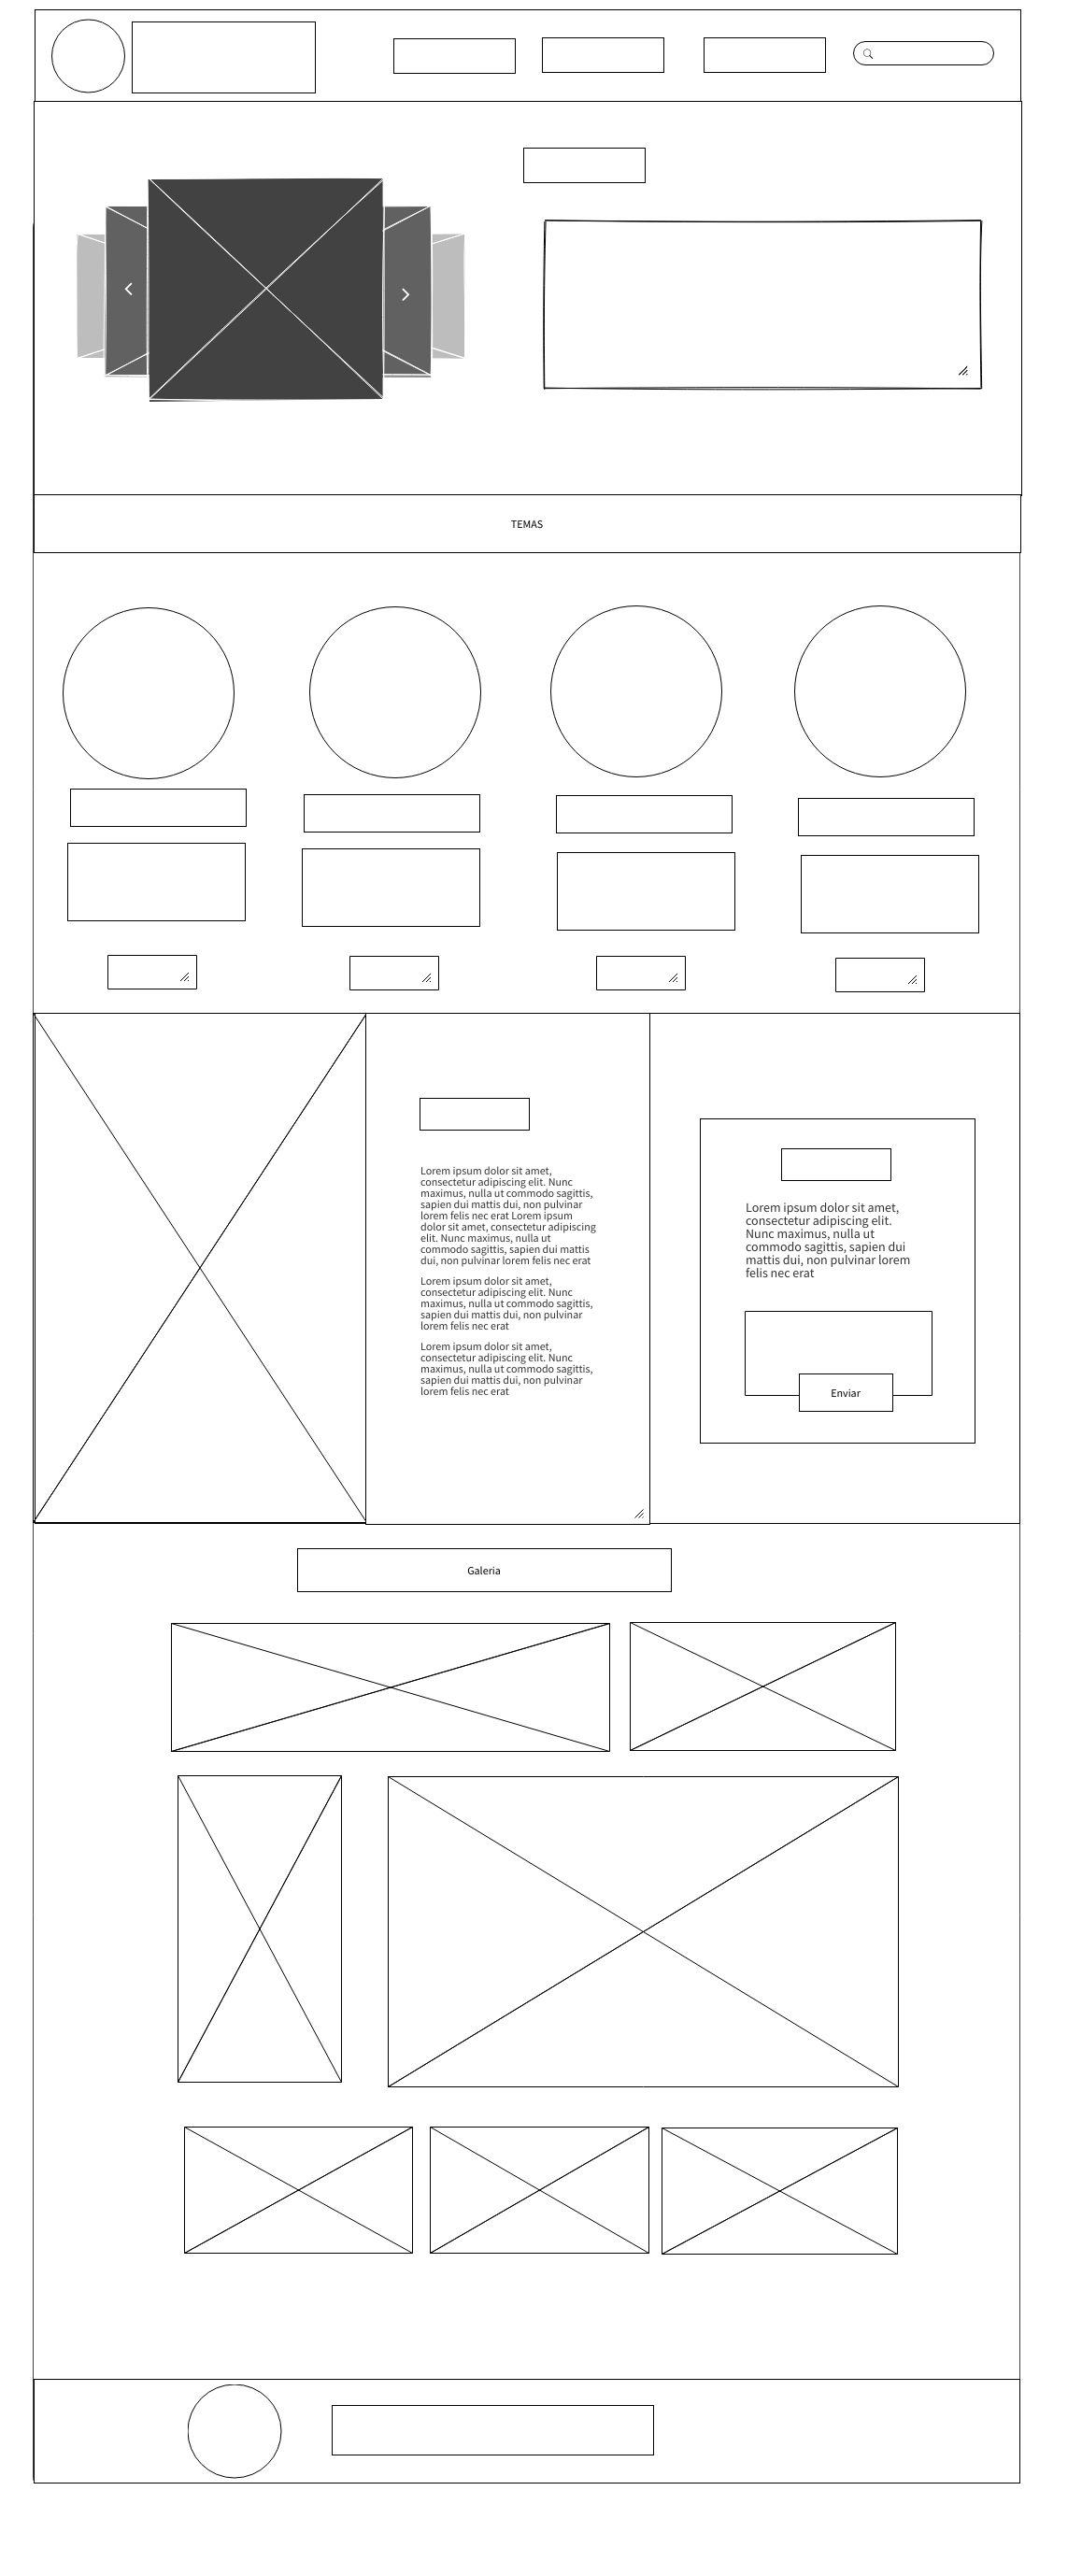 TEMAS
Lorem ipsum dolor sit amet,
consectetur adipiscing elit. Nunc
maximus, nulla ut commodo sagittis,
sapien dui mattis dui, non pulvinar
lorem felis nec erat Lorem ipsum
dolor sit amet, consectetur adipiscing
elit. Nunc maximus, nulla ut
commodo sagittis, sapien dui mattis
dui, non pulvinar lorem felis nec erat
Lorem ipsum dolor sit amet,
consectetur adipiscing elit. Nunc
maximus, nulla ut commodo sagittis,
sapien dui mattis dui, non pulvinar
lorem felis nec erat
Lorem ipsum dolor sit amet,
consectetur adipiscing elit. Nunc
maximus, nulla ut commodo sagittis,
sapien dui mattis dui, non pulvinar
lorem felis nec erat
Lorem ipsum dolor sit amet,
consectetur adipiscing elit.
Nunc maximus, nulla ut
commodo sagittis, sapien dui
mattis dui, non pulvinar lorem
felis nec erat
Enviar
Galeria